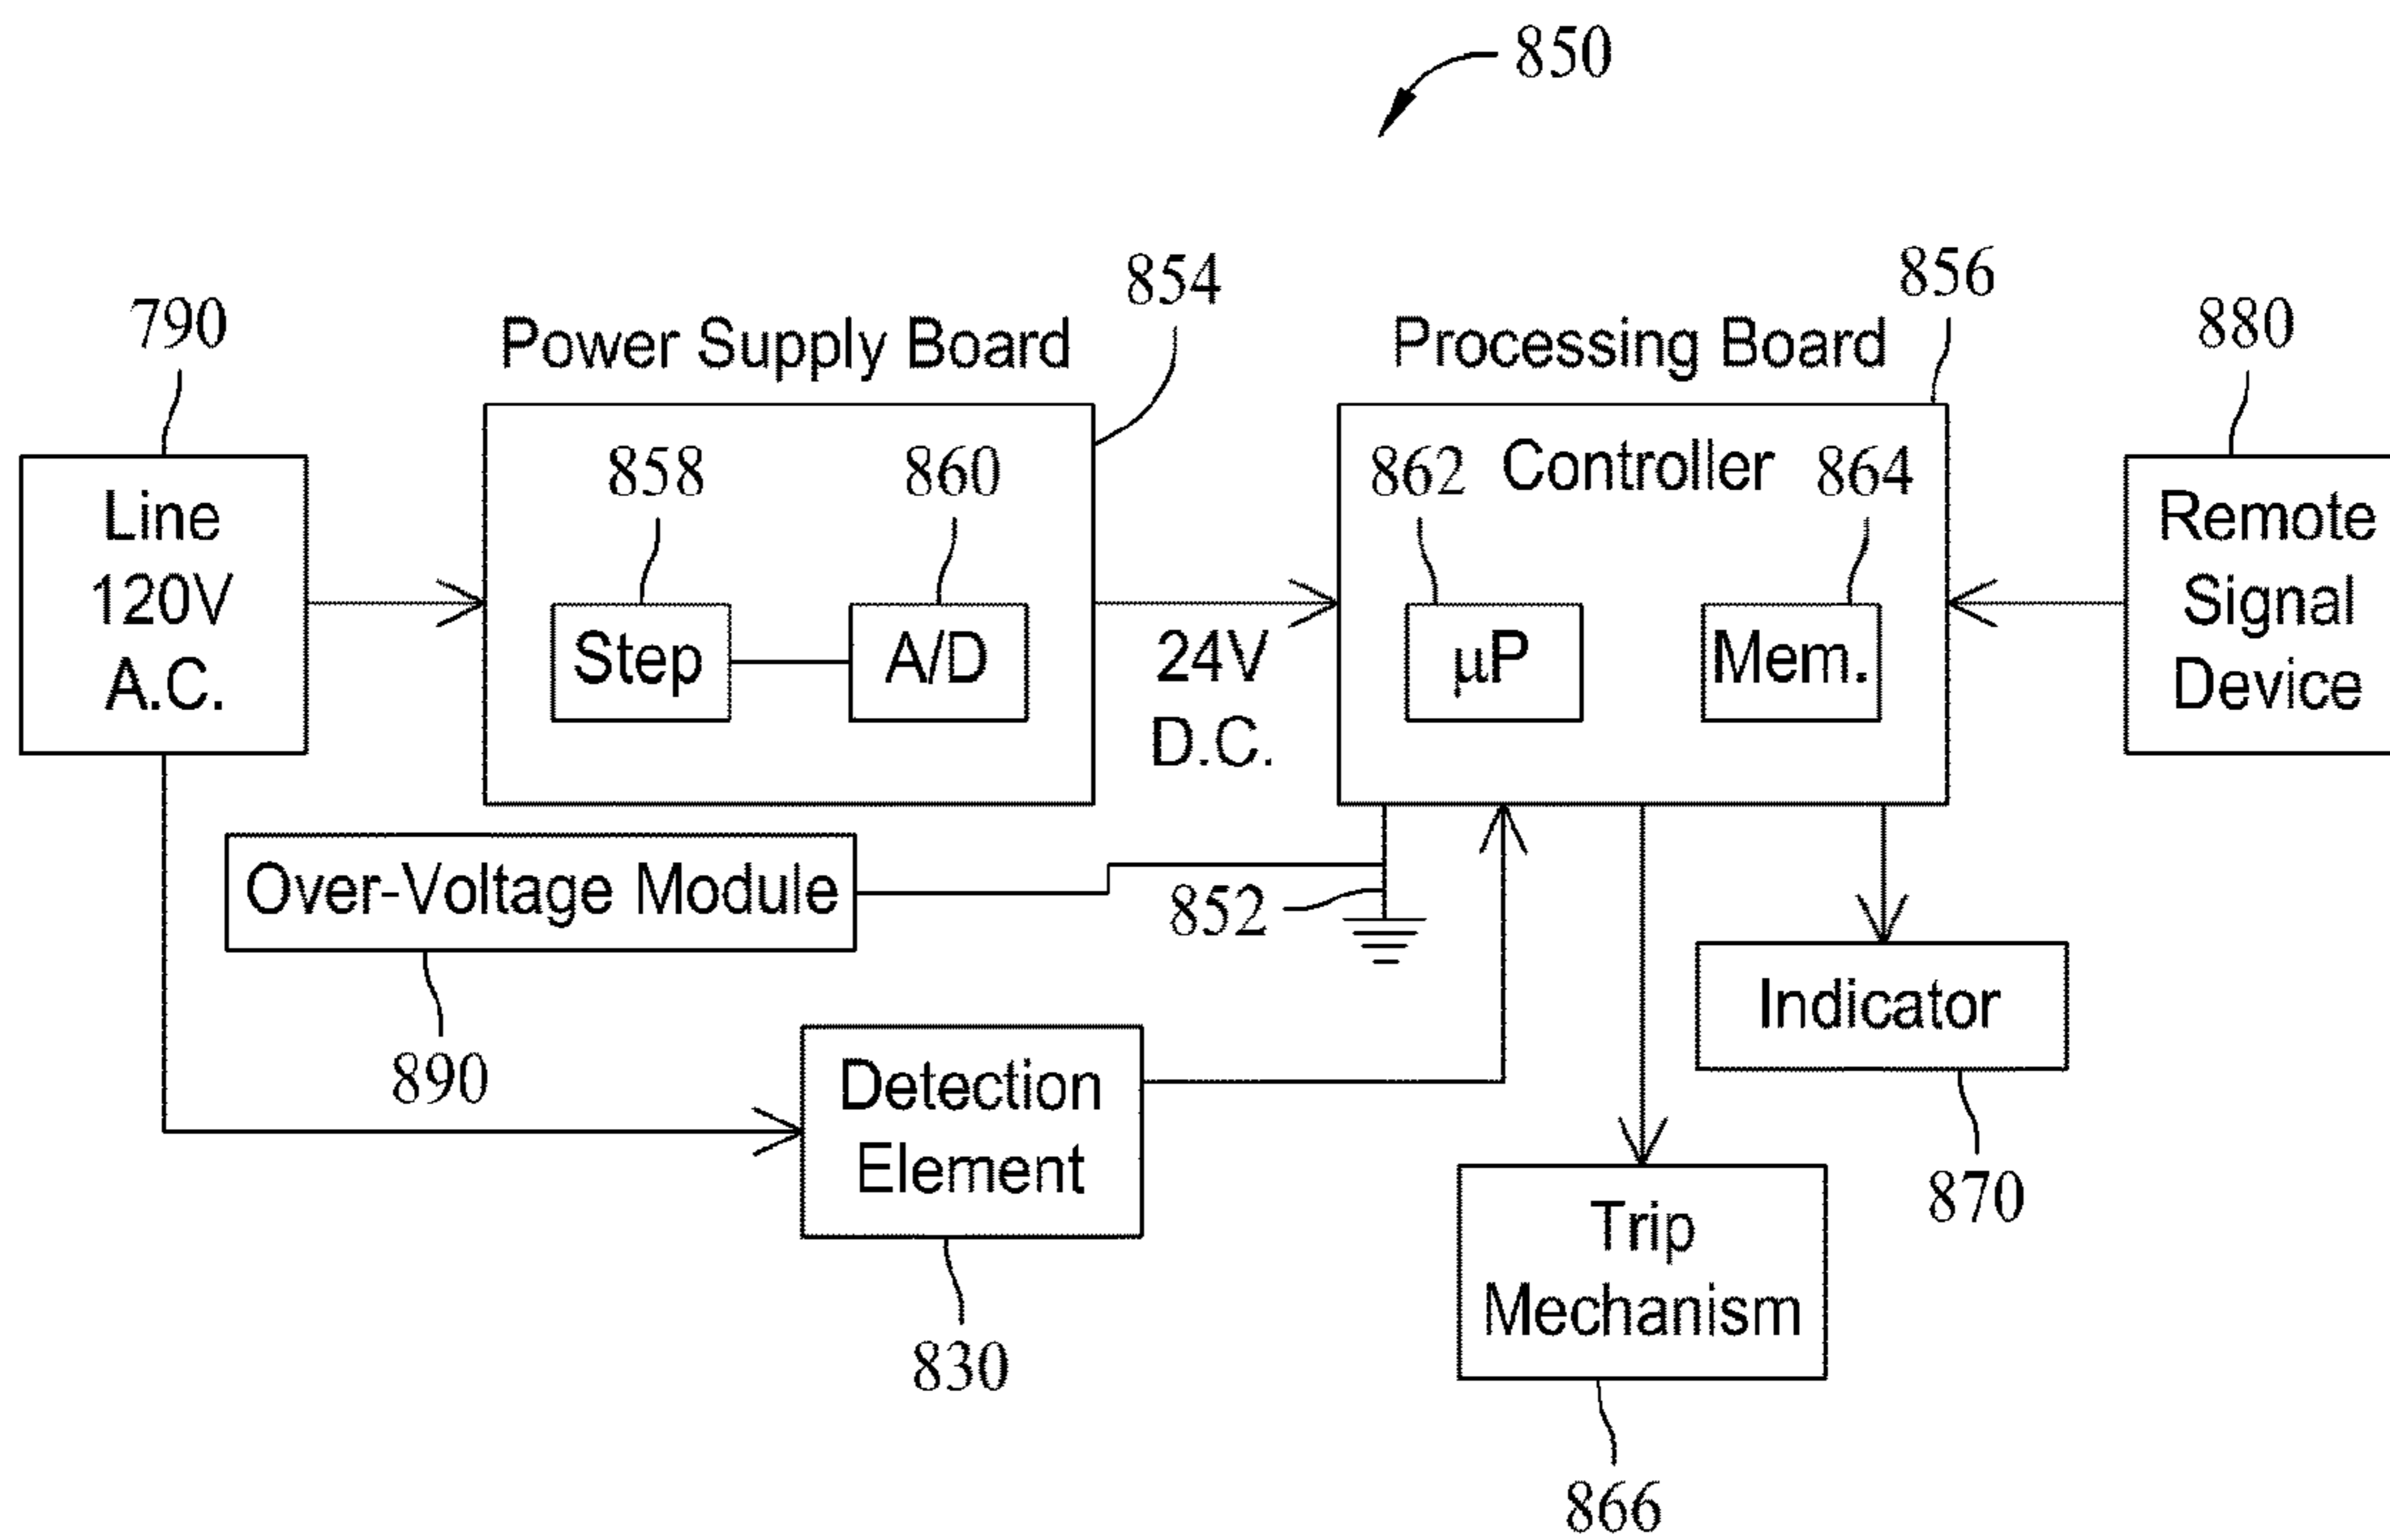 850
790
Power Supply Board
854
Processing Board
856
880
Line
120V
A.C.
858
860
Step
A/D
24V
D.C.
862
Controller
864
µP
Mem.
Remote
Signal
Device
Over-Voltage Module
890
852
Detection
Element
830
Indicator
870
Trip
Mechanism
866